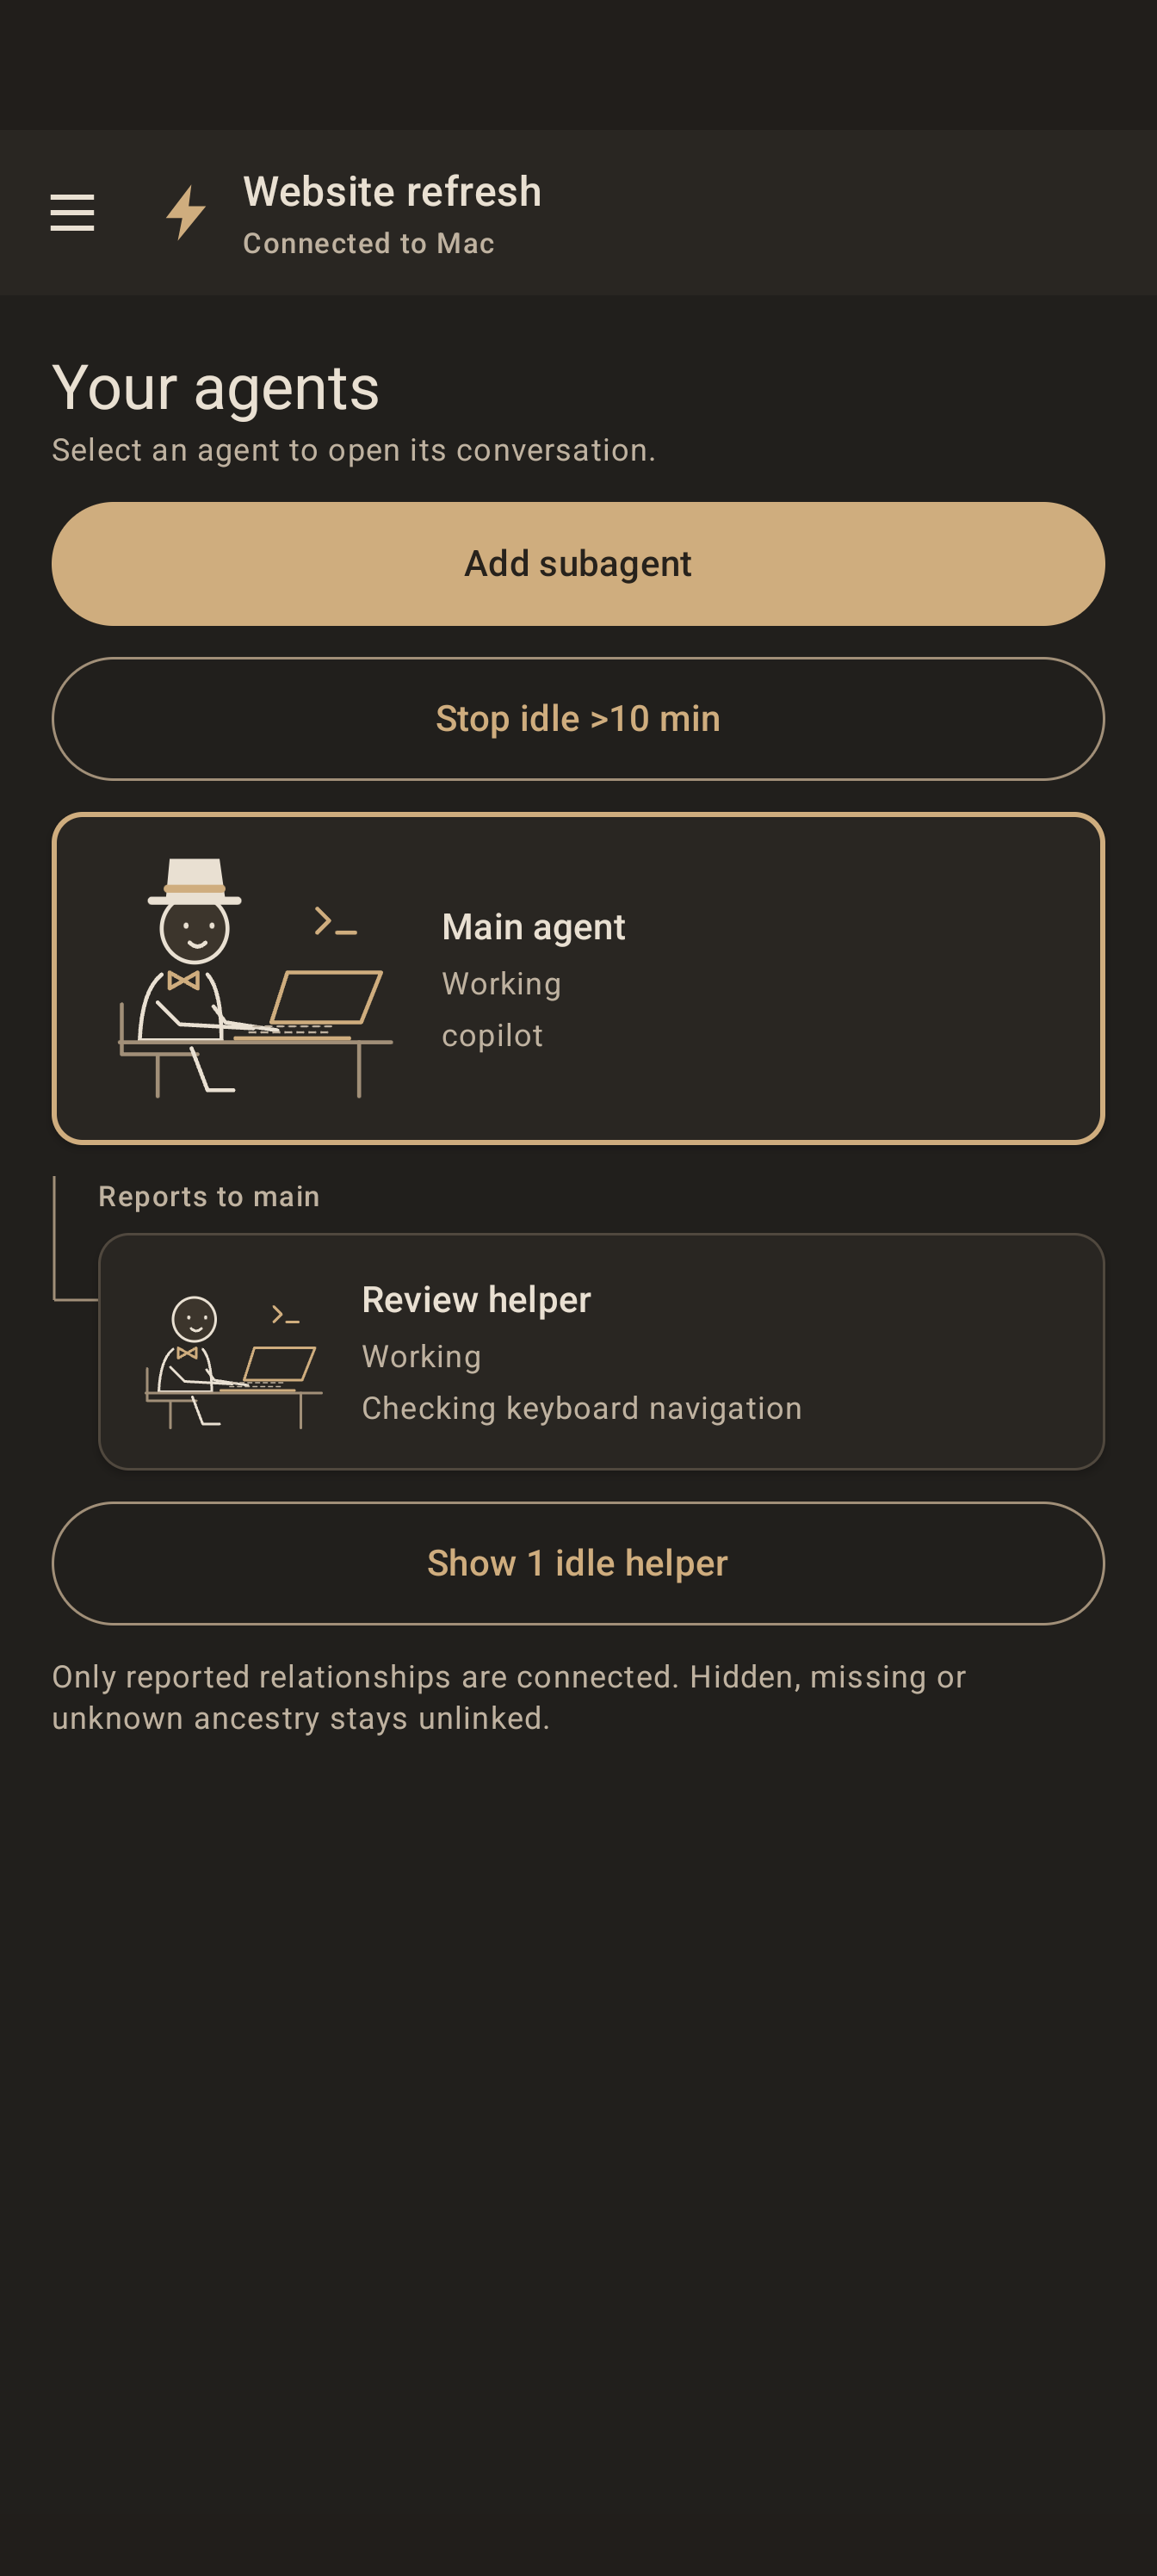 Website refresh
Connected to Mac
Your agents
Select an agent to open its conversation.
Add subagent
Stop idle >10 min
>_
Main agent
Working
copilot
Reports to main
>_
Review helper
Working
Checking keyboard navigation
Show 1 idle helper
Only reported relationships are connected. Hidden, missing or
unknown ancestry stays unlinked.